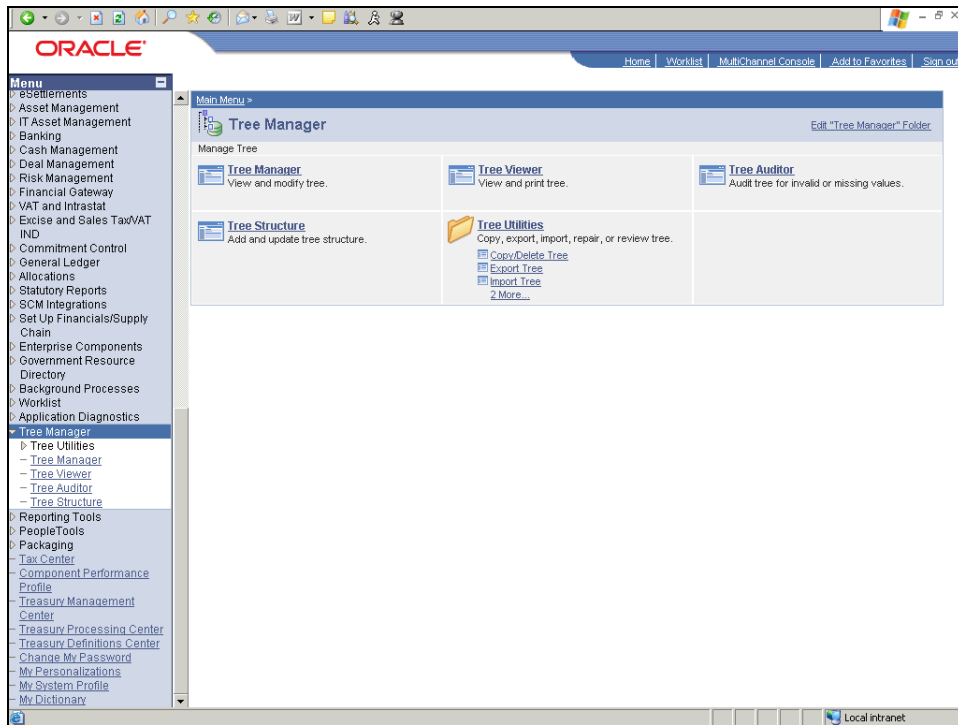 ORACLE
Home | Worklist | MultiChannel Console | Add to Favorites | Sign out
Menu
eSettlements
Asset Management
IT Asset Management
Banking
Cash Management
Deal Management
Risk Management
Financial Gateway
VAT and Intrastat
Excise and Sales Tax/VAT
IND
Commitment Control
General Ledger
Allocations
Statutory Reports
SCM Integrations
Set Up Financials/Supply
Chain
Enterprise Components
Government Resource
Directory
Background Processes
Worklist
Application Diagnostics
Tree Manager
Tree Utilities
– Tree Manager
– Tree Viewer
– Tree Auditor
– Tree Structure
Reporting Tools
PeopleTools
Packaging
– Tax Center
– Component Performance
Profile
– Treasury Management
Center
– Treasury Processing Center
– Treasury Definitions Center
– Change My Password
– My Personalizations
– My System Profile
– My Dictionary
Main Menu >
Tree Manager
Edit "Tree Manager" Folder
Manage Tree
Tree Manager
View and modify tree.
Tree Viewer
View and print tree.
Tree Auditor
Audit tree for invalid or missing values.
Tree Structure
Add and update tree structure.
Tree Utilities
Copy, export, import, repair, or review tree.
Copy/Delete Tree
Export Tree
Import Tree
2 More...
Local intranet